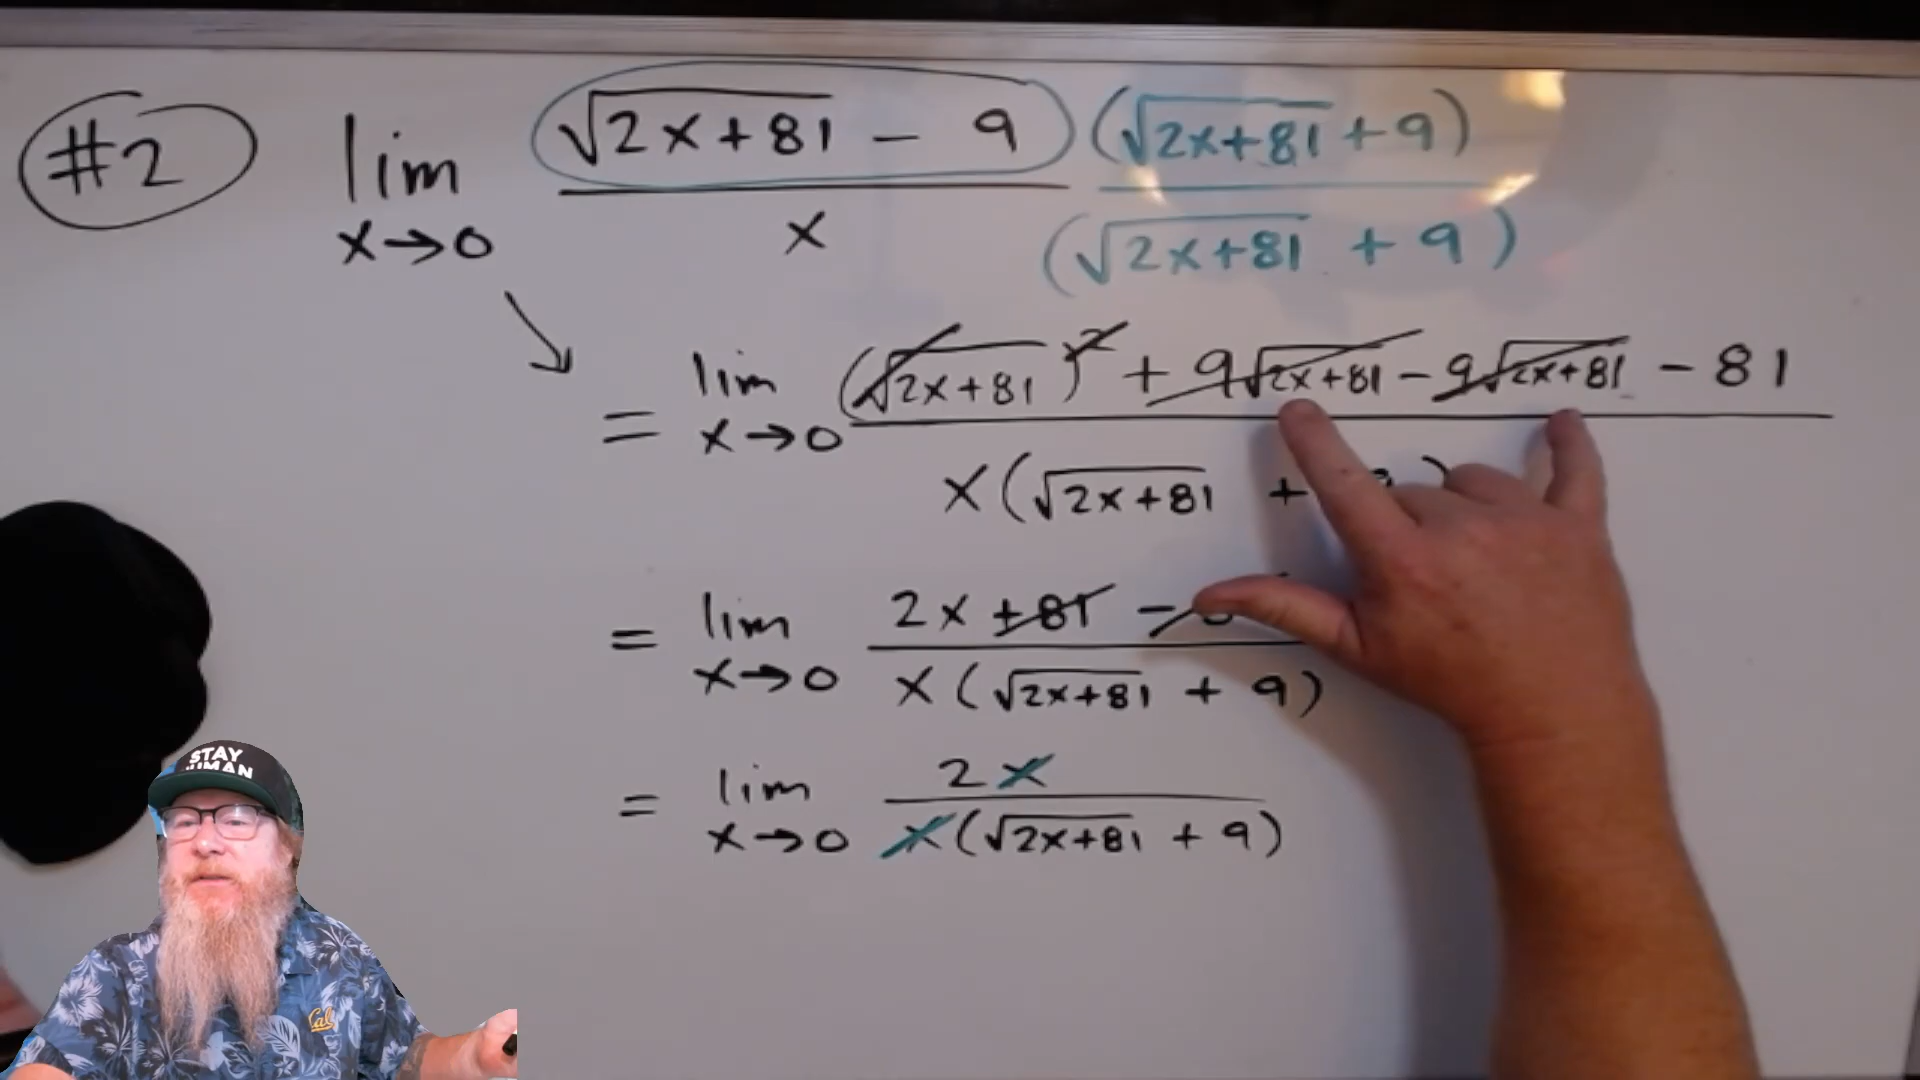 #2 lim x→0 √2x+81 - 9 / x (√2x+81 + 9) / (√2x+81 + 9)
= lim x→0 (√2x+81)² + 9√2x+81 - 9√2x+81 - 81 / x(√2x+81 +
= lim x→0 2x +81 - / x(√2x+81 + 9)
= lim x→0 2x / x(√2x+81 + 9)
STAY
HUMAN
Cal